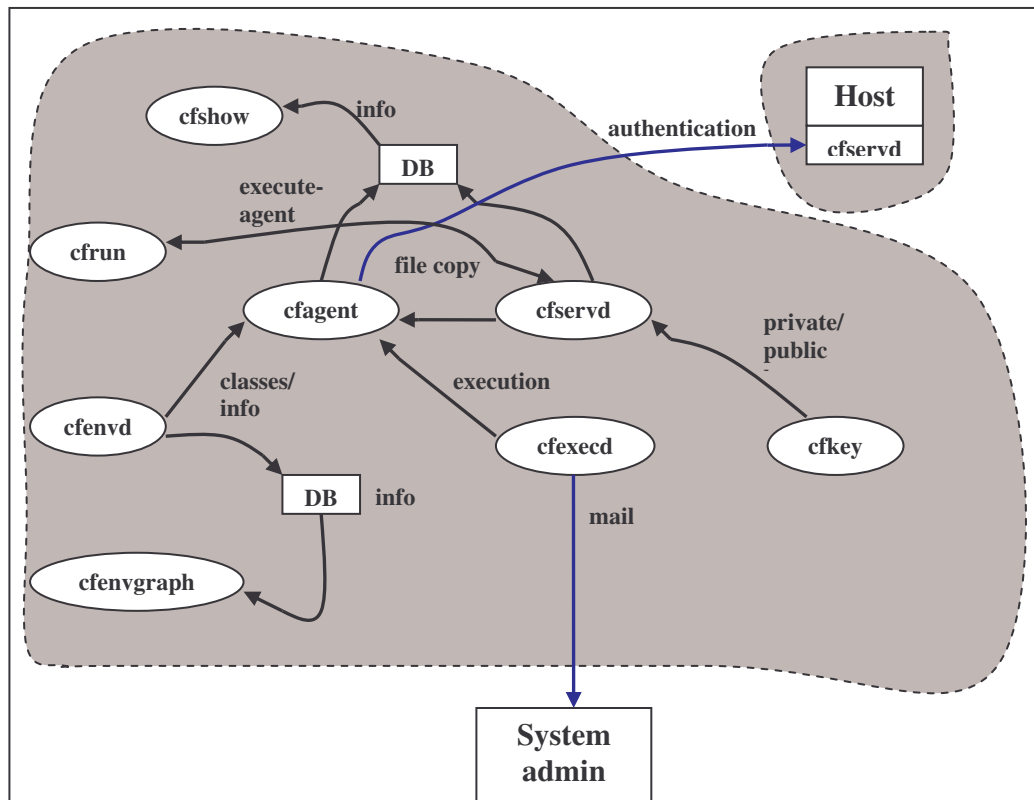 Host
cfservd
authentication
cfshow
info
DB
execute-
agent
cfrun
file copy
cfagent
cfservd
private/
public
classes/
info
execution
cfenvd
cfexecd
cfkey
DB
info
mail
cfenvgraph
System
admin